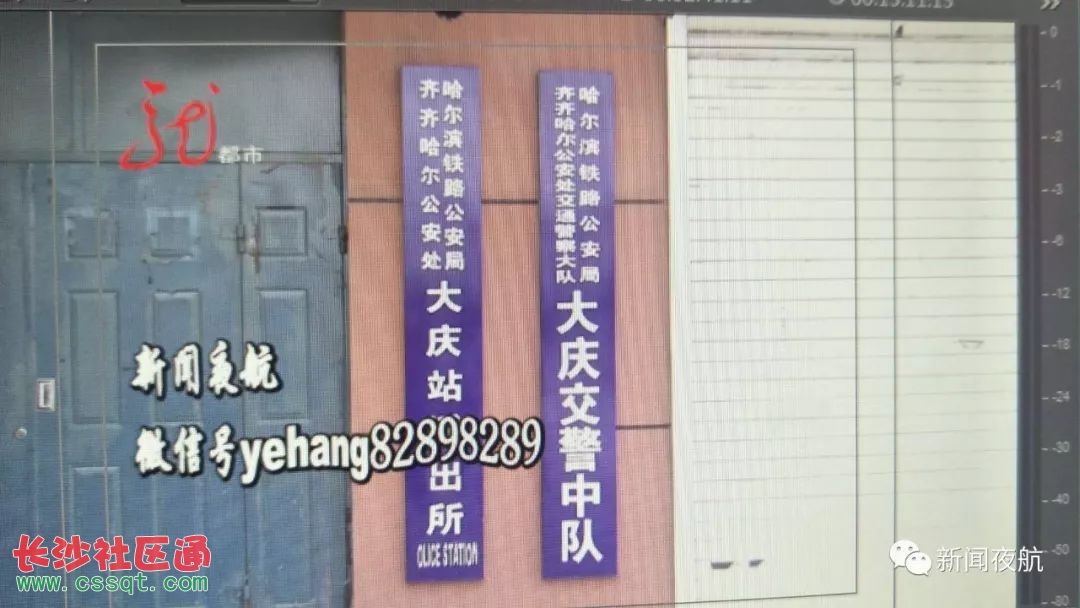 都市
哈尔滨铁路公安局
齐齐哈尔公安处
大庆站出所
OLICE STATION
哈尔滨铁路公安局
齐齐哈尔公安处交通警察大队
大庆交警中队
新闻夜航
微信号yehang82898289
长沙社区通
www.cssqt.com
新闻夜航
0
-1
-2
-3
-6
-12
-18
-24
-30
-40
-50
-80